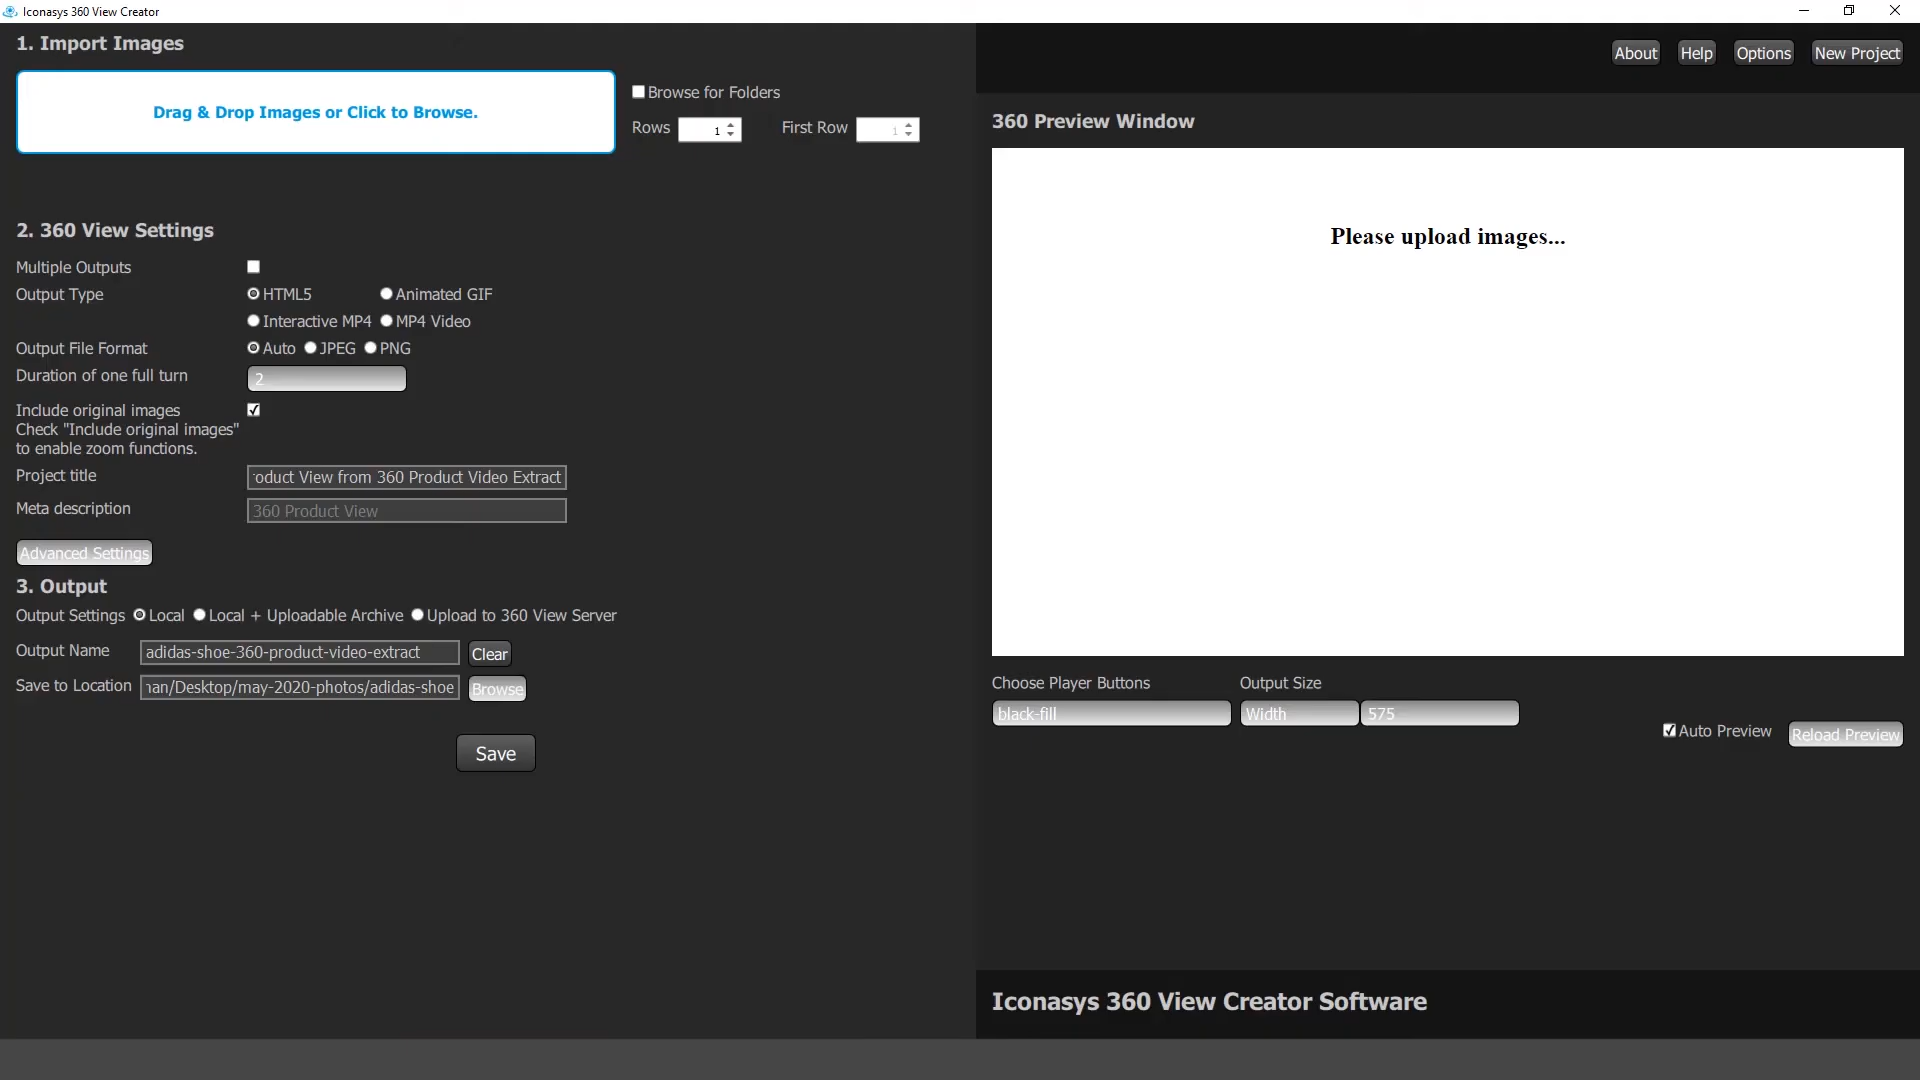 Iconasys 360 View Creator
1. Import Images
Drag & Drop Images or Click to Browse.
Browse for Folders
Rows 1 First Row 1
2. 360 View Settings
Multiple Outputs
Output Type HTML5 Animated GIF
Interactive MP4 MP4 Video
Output File Format Auto JPEG PNG
Duration of one full turn 2
Include original images
Check "Include original images"
to enable zoom functions.
Project title oduct View from 360 Product Video Extract
Meta description 360 Product View
Advanced Settings
3. Output
Output Settings Local Local + Uploadable Archive Upload to 360 View Server
Output Name adidas-shoe-360-product-video-extract Clear
Save to Location an/Desktop/may-2020-photos/adidas-shoe Browse
Save
About Help Options New Project
360 Preview Window
Please upload images...
Choose Player Buttons Output Size
black-fill Width 575
Auto Preview Reload Preview
Iconasys 360 View Creator Software